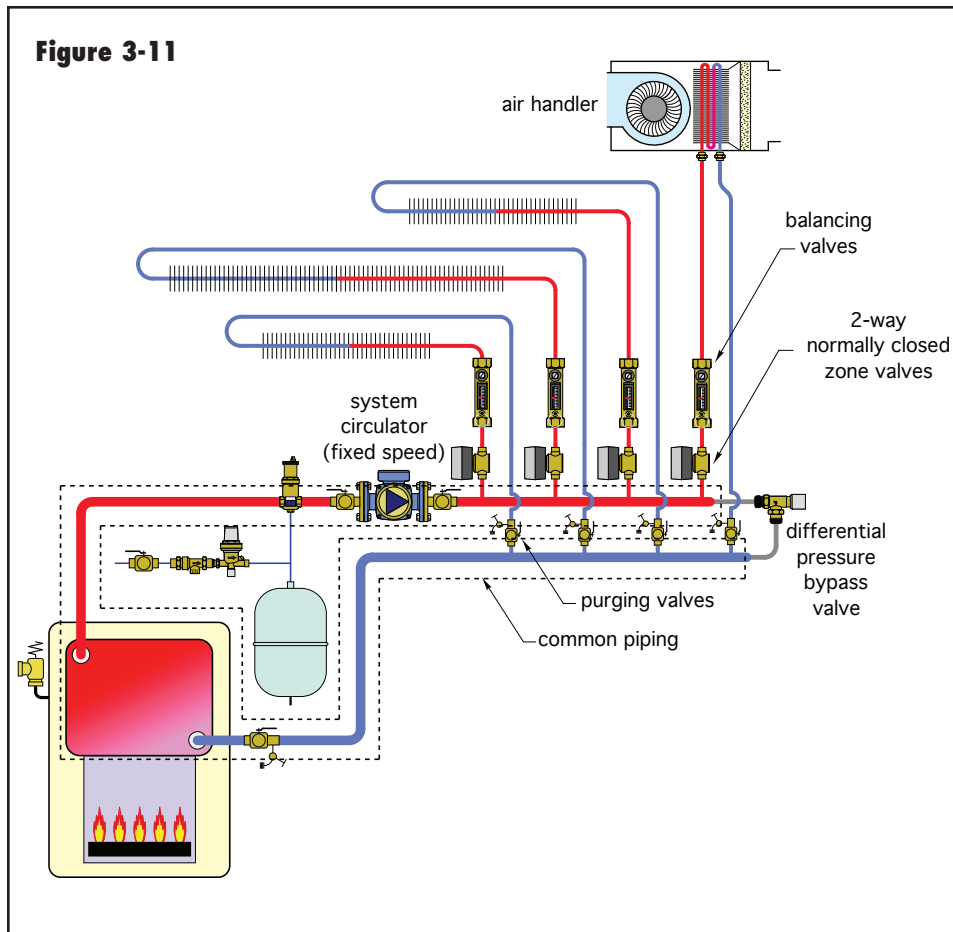 Figure 3-11
air handler
balancing
valves
2-way
normally closed
zone valves
system
circulator
(fixed speed)
differential
pressure
bypass
valve
purging valves
common piping